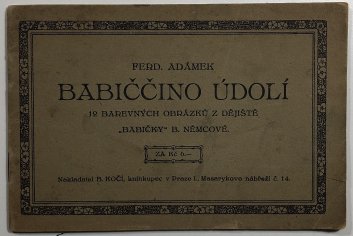 FERD. ADÁMEK
BABIČČINO ÚDOLÍ
12 BAREVNÝCH OBRÁZKŮ Z DĚJIŠTĚ
„BABIČKY" B. NĚMCOVÉ.
ZA Kč 6.—
Nakladatel B. KOČÍ, knihkupec v Praze I., Masarykovo nábřeží č. 14.